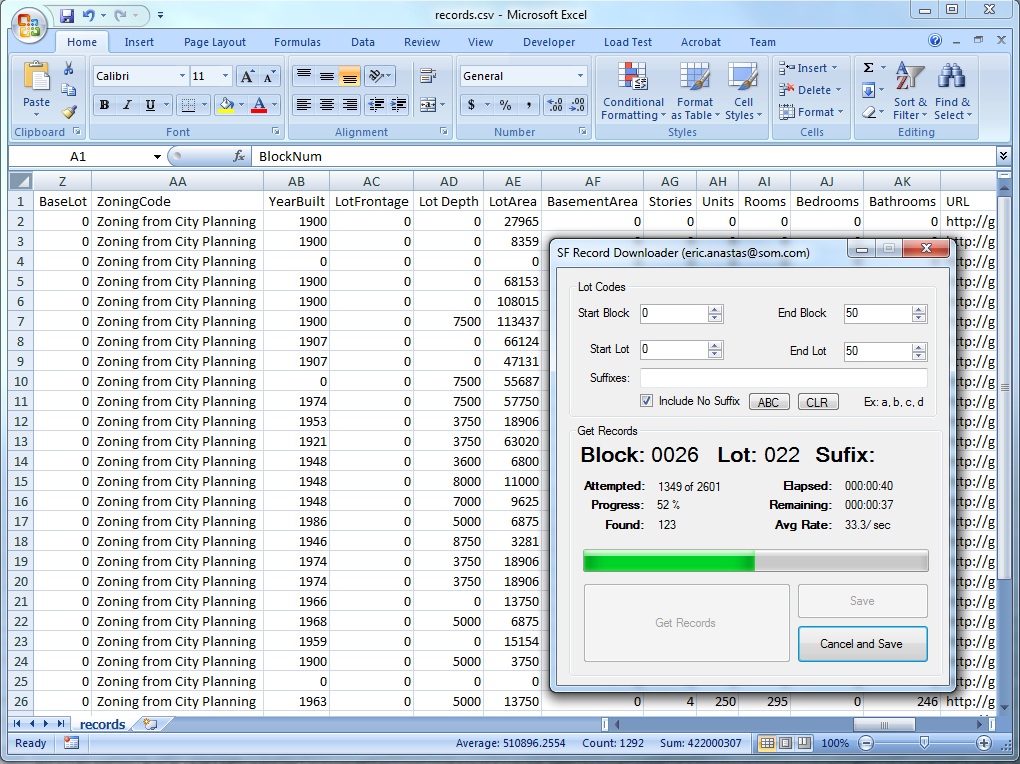 records.csv - Microsoft Excel
Home Insert Page Layout Formulas Data Review View Developer Load Test Acrobat Team
Calibri 11 General Insert Σ
Paste B I U $ % , Conditional Formatting Format as Table Cell Styles Delete Sort & Filter Find & Select
Format
Clipboard Font Alignment Number Styles Cells Editing
A1 fx BlockNum
Z AA AB AC AD AE AF AG AH AI AJ AK
1 BaseLot ZoningCode YearBuilt LotFrontage Lot Depth LotArea BasementArea Stories Units Rooms Bedrooms Bathrooms URL
2 0 Zoning from City Planning 1900 0 0 27965 0 0 0 0 0 0 http://g
3 0 Zoning from City Planning 1900 0 0 8359
4 0 Zoning from City Planning 0 0 0 0
5 0 Zoning from City Planning 1900 0 0 68153
6 0 Zoning from City Planning 1900 0 0 108015
7 0 Zoning from City Planning 1900 0 7500 113437
8 0 Zoning from City Planning 1907 0 0 66124
9 0 Zoning from City Planning 1907 0 0 47131
10 0 Zoning from City Planning 0 0 7500 55687
11 0 Zoning from City Planning 1974 0 7500 57750
12 0 Zoning from City Planning 1953 0 3750 18906
13 0 Zoning from City Planning 1921 0 3750 63020
14 0 Zoning from City Planning 1948 0 3600 6800
15 0 Zoning from City Planning 1948 0 8000 11000
16 0 Zoning from City Planning 1948 0 7000 9625
17 0 Zoning from City Planning 1986 0 5000 6875
18 0 Zoning from City Planning 1946 0 8750 3281
19 0 Zoning from City Planning 1974 0 3750 18906
20 0 Zoning from City Planning 1974 0 3750 18906
21 0 Zoning from City Planning 1966 0 0 13750
22 0 Zoning from City Planning 1968 0 5000 6875
23 0 Zoning from City Planning 1959 0 0 15154
24 0 Zoning from City Planning 1900 0 5000 3750
25 0 Zoning from City Planning 0 0 0 0
26 0 Zoning from City Planning 1963 0 5000 13750 0 4 250 295 0 246 http://g
SF Record Downloader (eric.anastas@som.com)
Lot Codes
Start Block 0 End Block 50
Start Lot 0 End Lot 50
Suffixes:
Include No Suffix ABC CLR Ex: a, b, c, d
Get Records
Block: 0026 Lot: 022 Sufix:
Attempted: 1349 of 2601 Elapsed: 000:00:40
Progress: 52 % Remaining: 000:00:37
Found: 123 Avg Rate: 33.3/ sec
Get Records Save
Cancel and Save
records
Ready Average: 510896.2554 Count: 1292 Sum: 422000307 100%